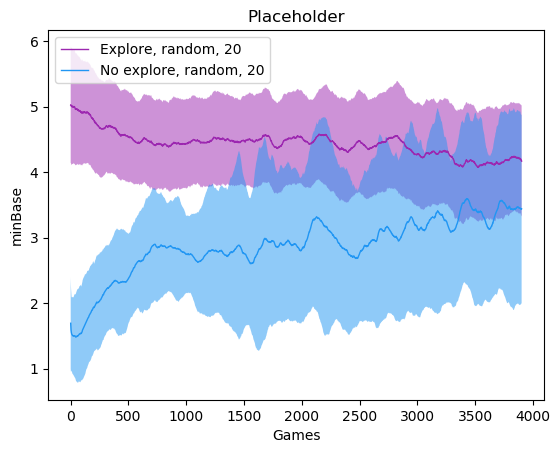 Placeholder
Explore, random, 20
No explore, random, 20
6
5
4
3
2
1
minBase
0 500 1000 1500 2000 2500 3000 3500 4000
Games